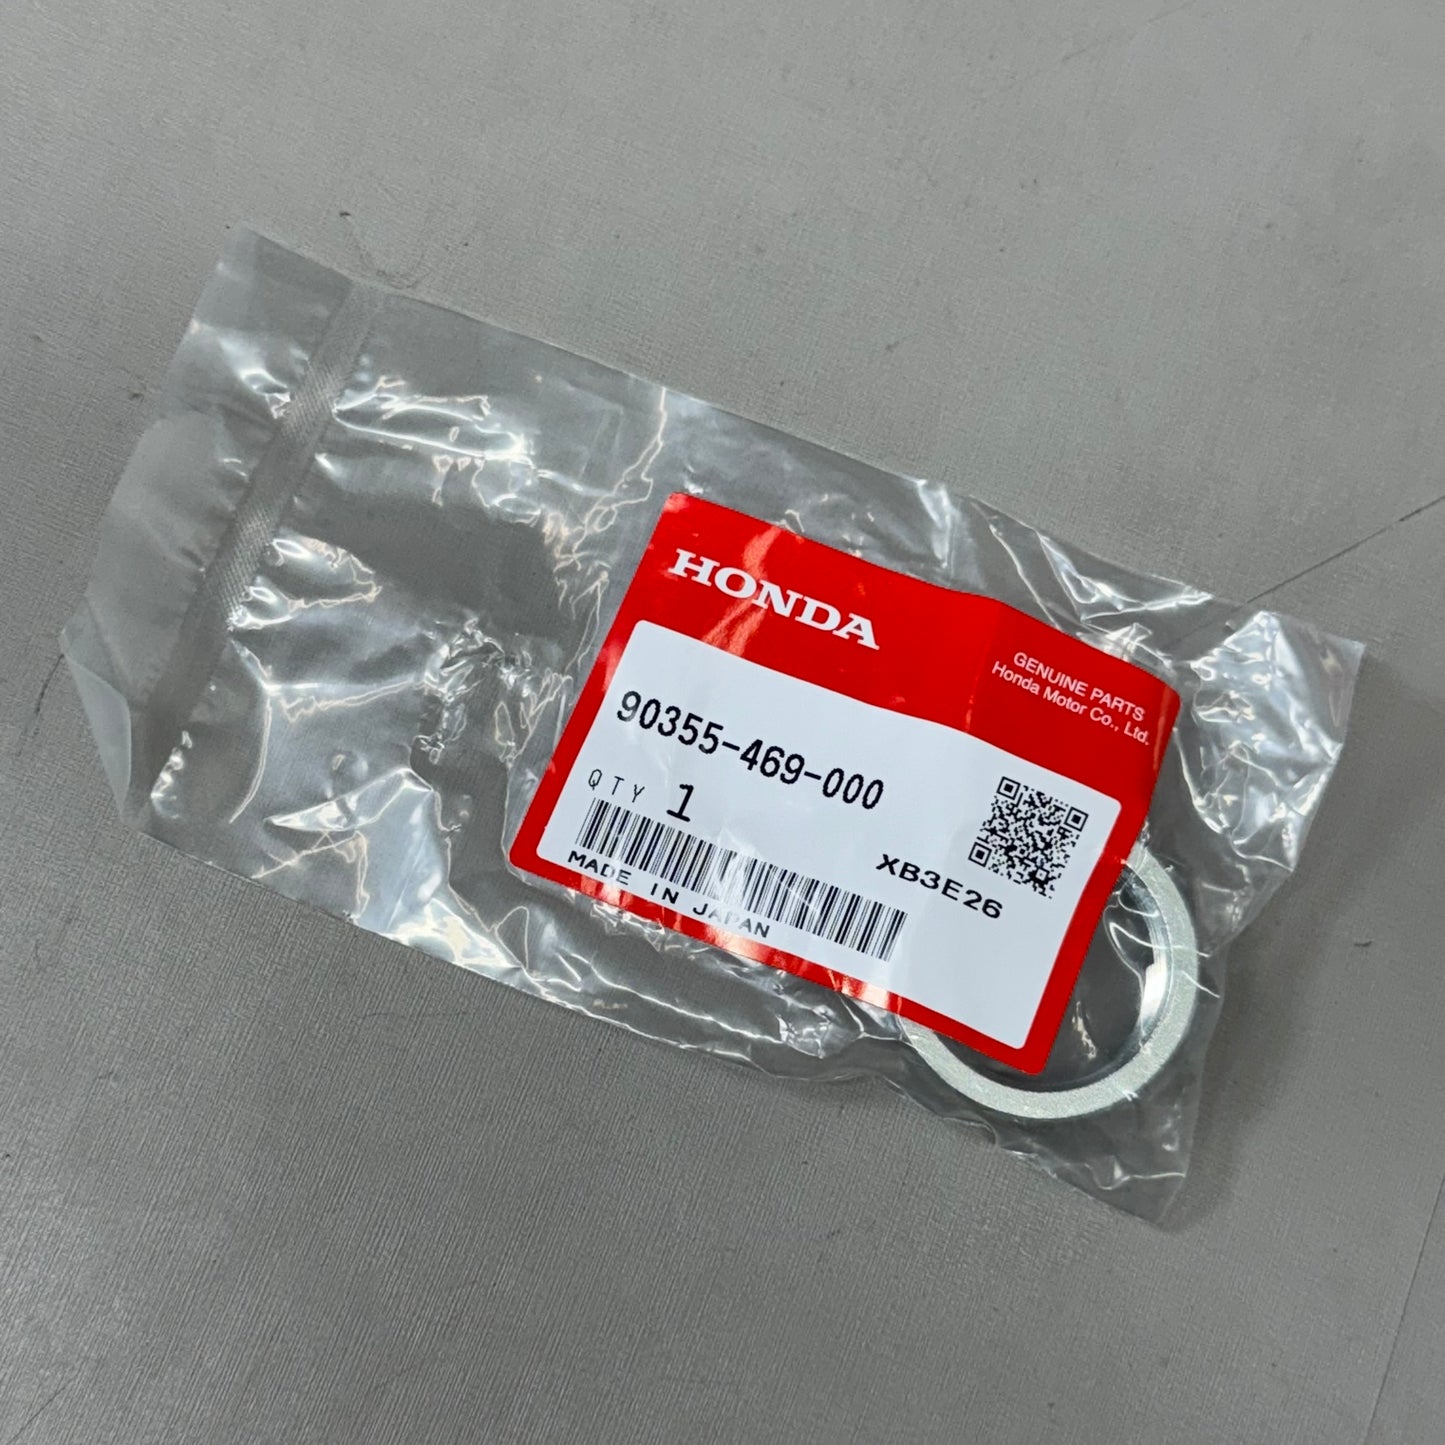 HONDA
GENUINE PARTS
Honda Motor Co., Ltd.
90355-469-000
QTY 1
XB3E26
MADE IN JAPAN